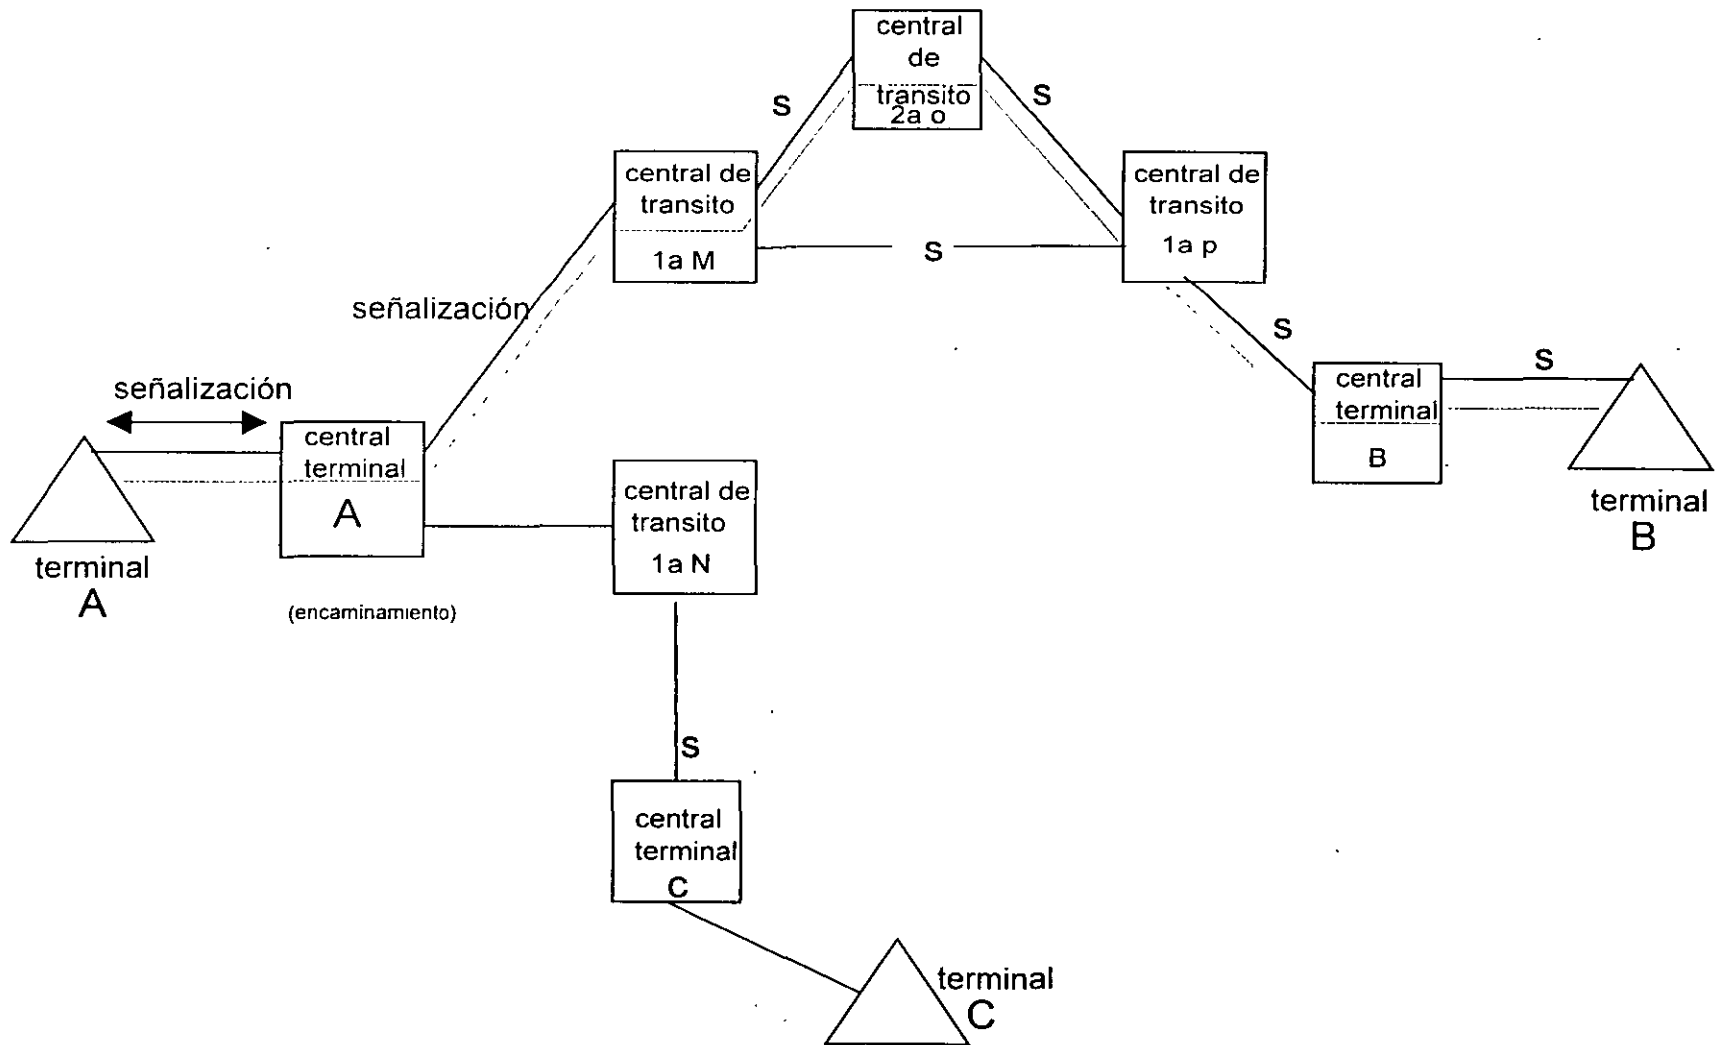 central
de
transito
2a o
S
S
central de
transito
1a M
central de
transito
1a p
S
señalización
S
señalización
central
terminal
A
central
terminal
B
S
terminal
B
central de
transito
1a N
terminal
A
(encaminamiento)
S
central
terminal
C
terminal
C